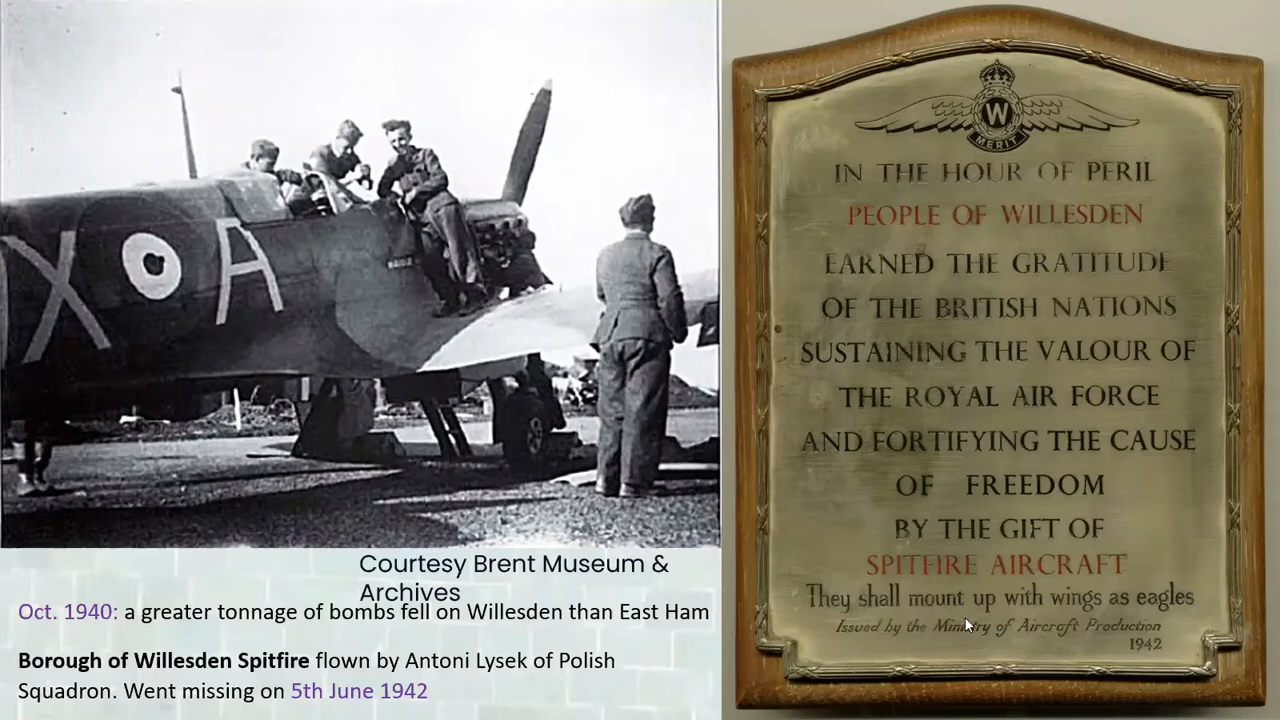 X A
Courtesy Brent Museum &
Archives
Oct. 1940: a greater tonnage of bombs fell on Willesden than East Ham
Borough of Willesden Spitfire flown by Antoni Lysek of Polish
Squadron. Went missing on 5th June 1942
W
MERIT
IN THE HOUR OF PERIL
PEOPLE OF WILLESDEN
EARNED THE GRATITUDE
OF THE BRITISH NATIONS
SUSTAINING THE VALOUR OF
THE ROYAL AIR FORCE
AND FORTIFYING THE CAUSE
OF FREEDOM
BY THE GIFT OF
SPITFIRE AIRCRAFT
They shall mount up with wings as eagles
Issued by the Ministry of Aircraft Production
1942